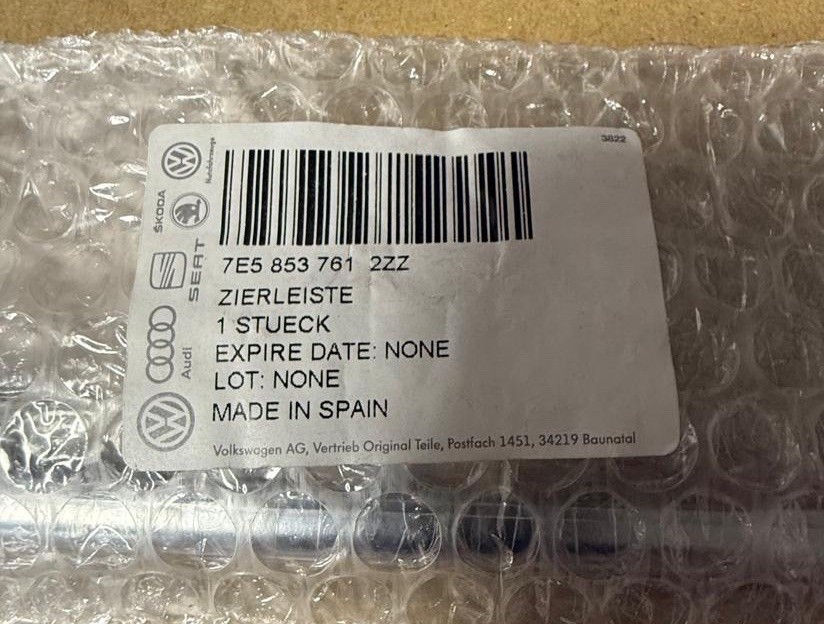 3822
Nutzfahrzeuge
ŠKODA
SEAT
Audi
7E5 853 761 2ZZ
ZIERLEISTE
1 STUECK
EXPIRE DATE: NONE
LOT: NONE
MADE IN SPAIN
Volkswagen AG, Vertrieb Original Teile, Postfach 1451, 34219 Baunatal